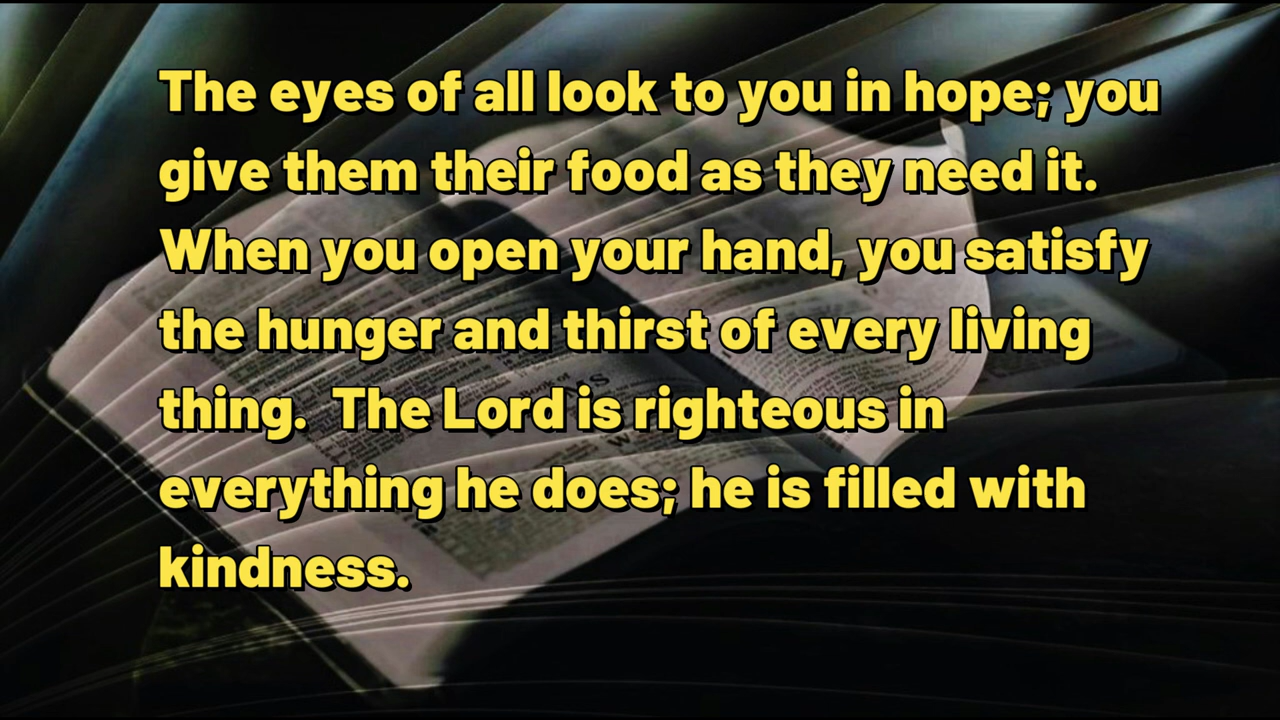 The eyes of all look to you in hope; you
give them their food as they need it.
When you open your hand, you satisfy
the hunger and thirst of every living
thing.  The Lord is righteous in
everything he does; he is filled with
kindness.